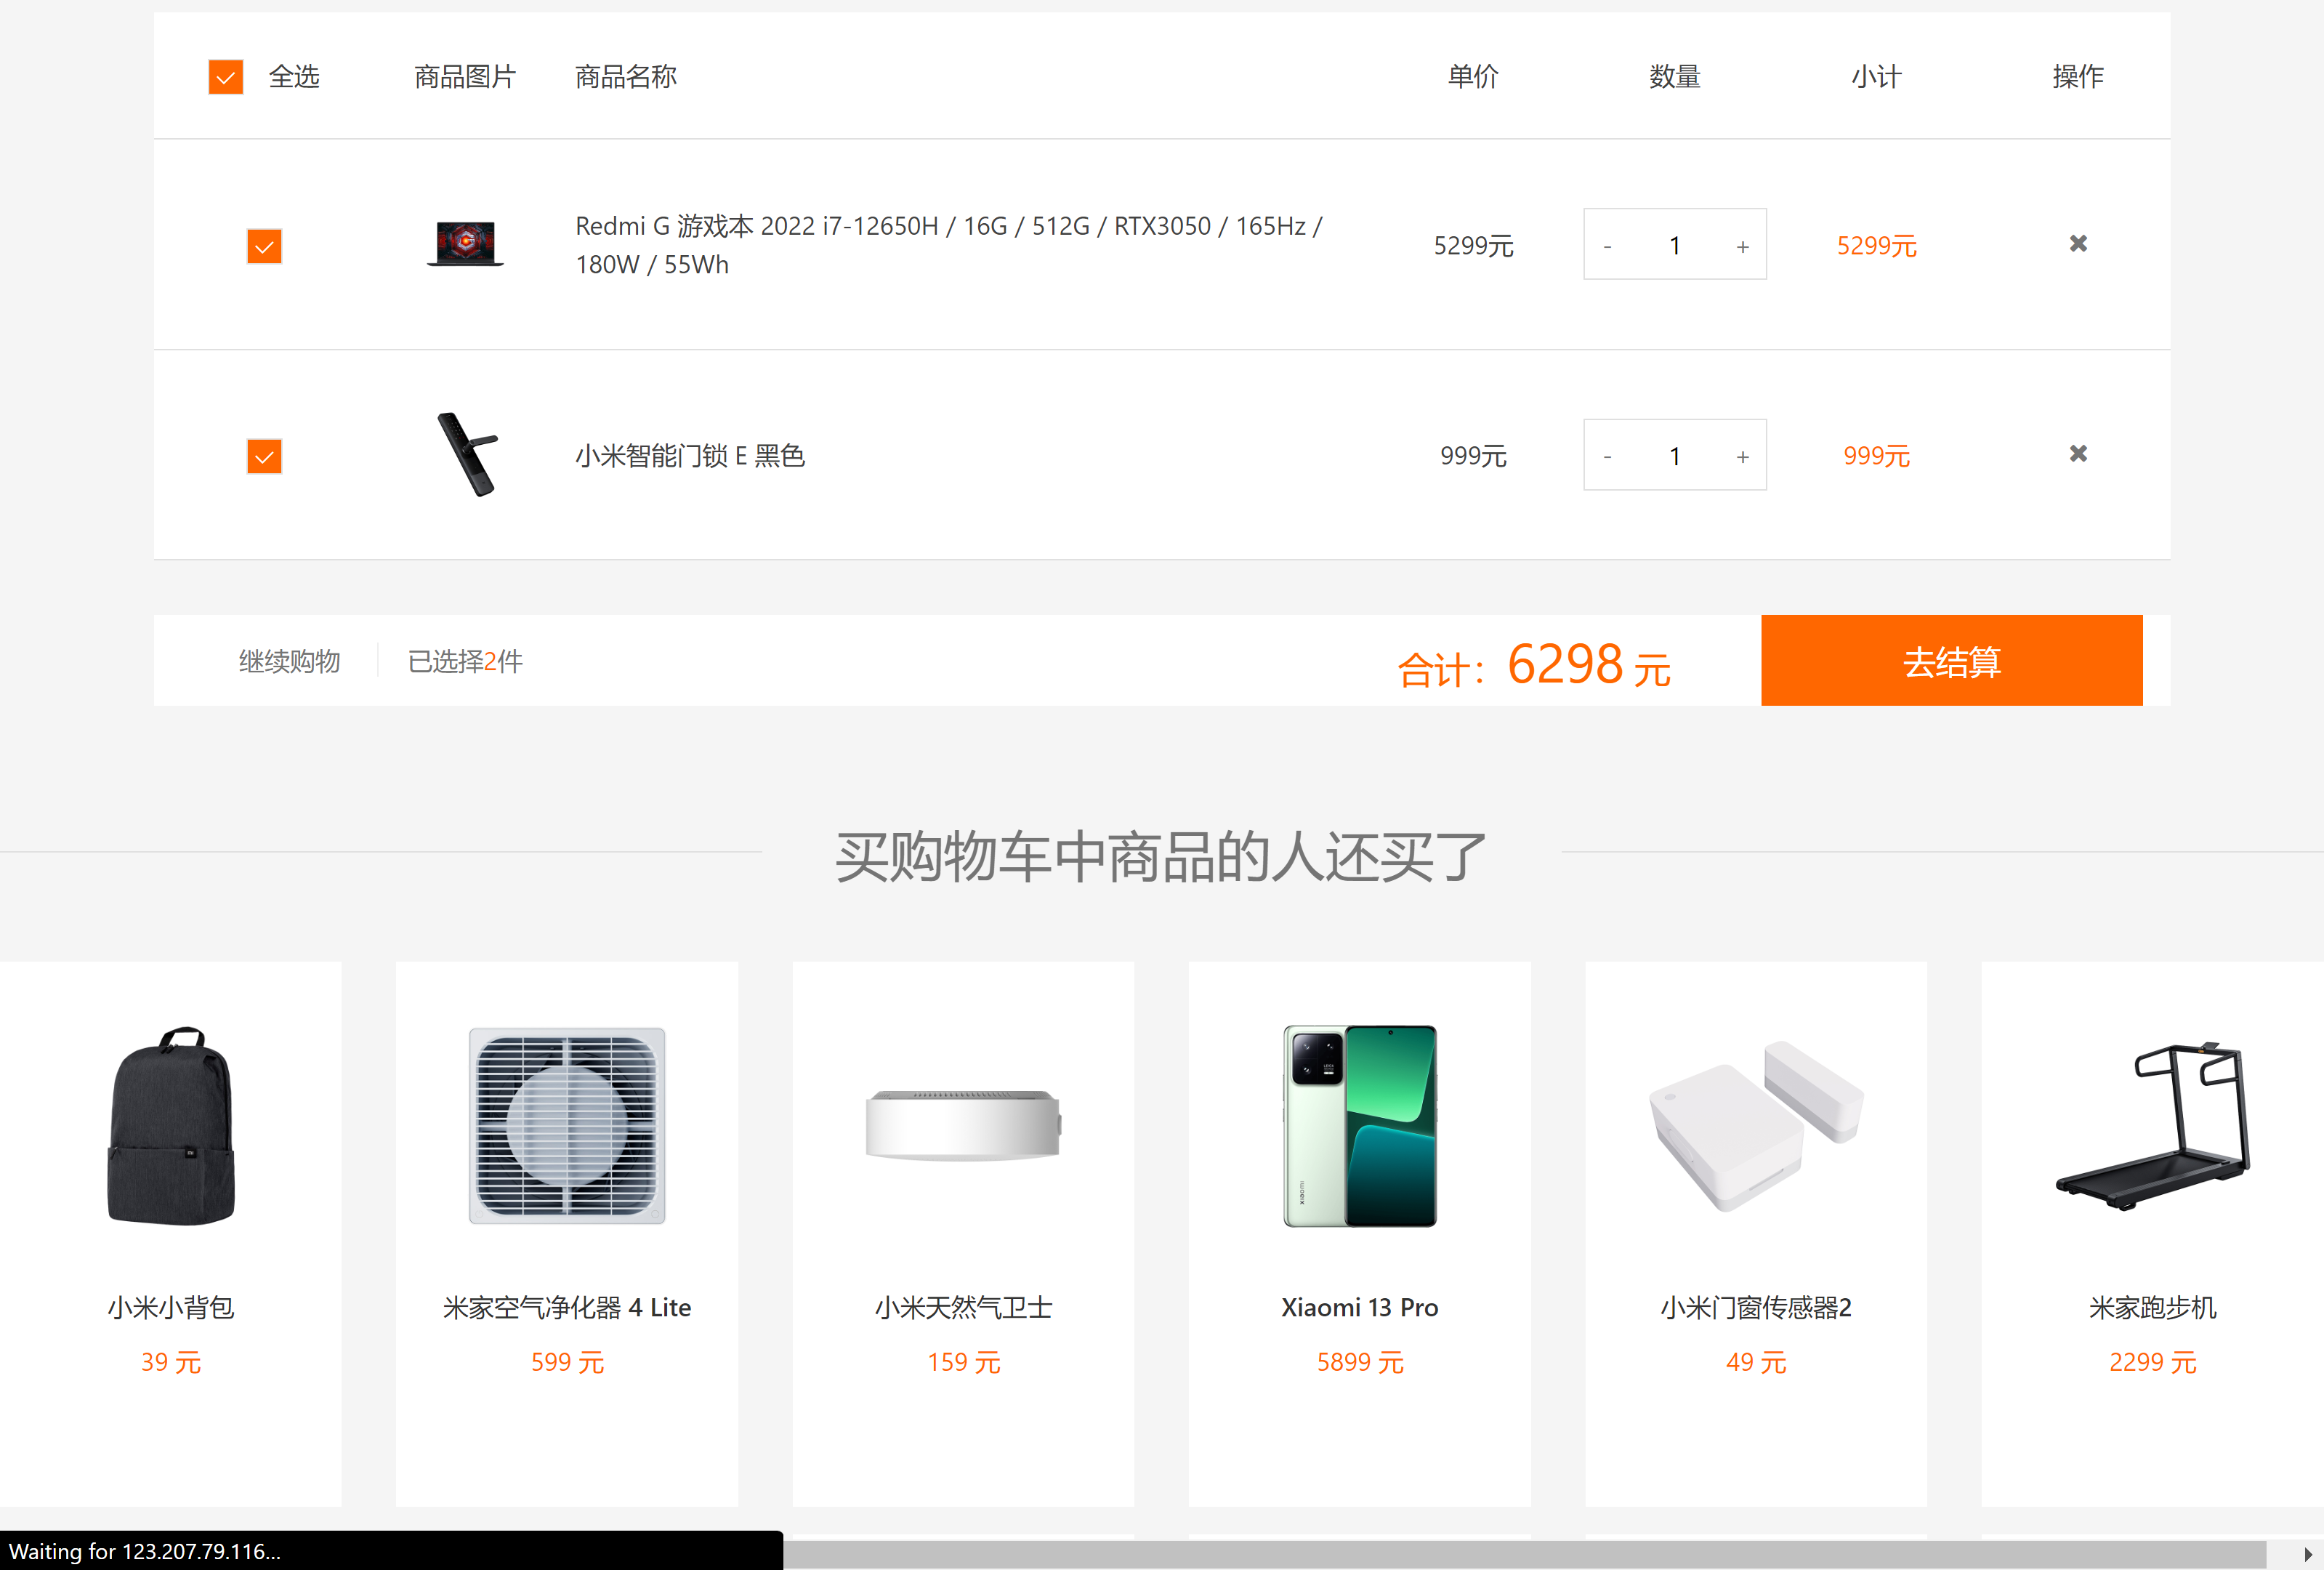 全选 商品图片 商品名称 单价 数量 小计 操作
Redmi G 游戏本 2022 i7-12650H / 16G / 512G / RTX3050 / 165Hz /
180W / 55Wh
5299元 - 1 + 5299元
小米智能门锁 E 黑色 999元 - 1 + 999元
继续购物 已选择2件 合计：6298 元 去结算
买购物车中商品的人还买了
小米小背包 米家空气净化器 4 Lite 小米天然气卫士 Xiaomi 13 Pro 小米门窗传感器2 米家跑步机
39 元 599 元 159 元 5899 元 49 元 2299 元
Waiting for 123.207.79.116...